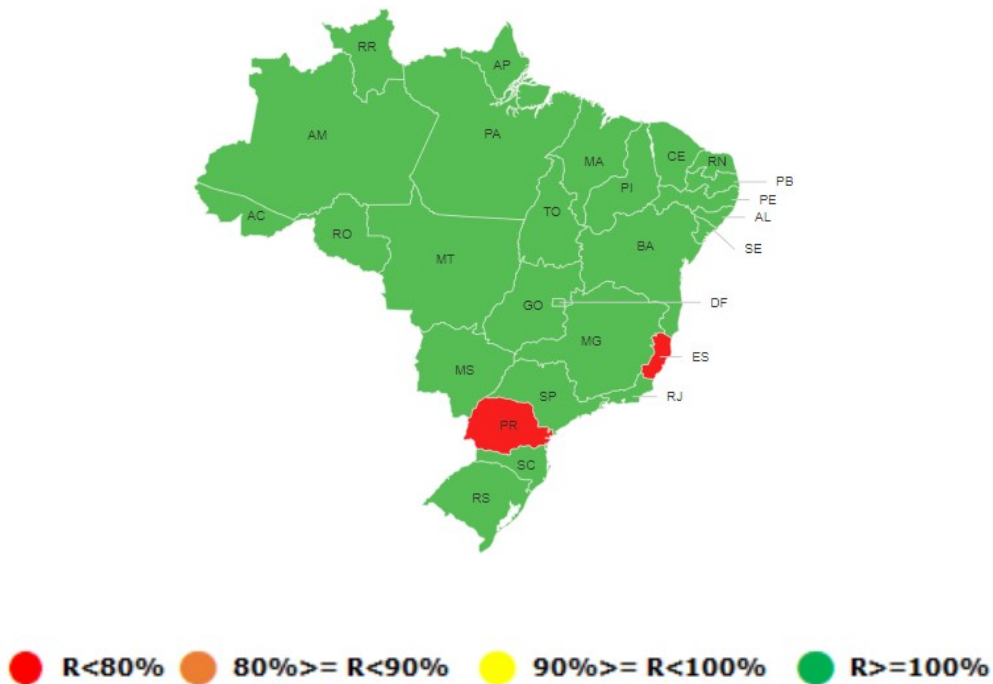 RR
AP
AM
PA
MA
CE
RN
PB
PI
PE
AL
AC
TO
RO
SE
BA
MT
GO
DF
MG
ES
MS
SP
RJ
PR
SC
RS
R<80%
80%>= R<90%
90%>= R<100%
R>=100%